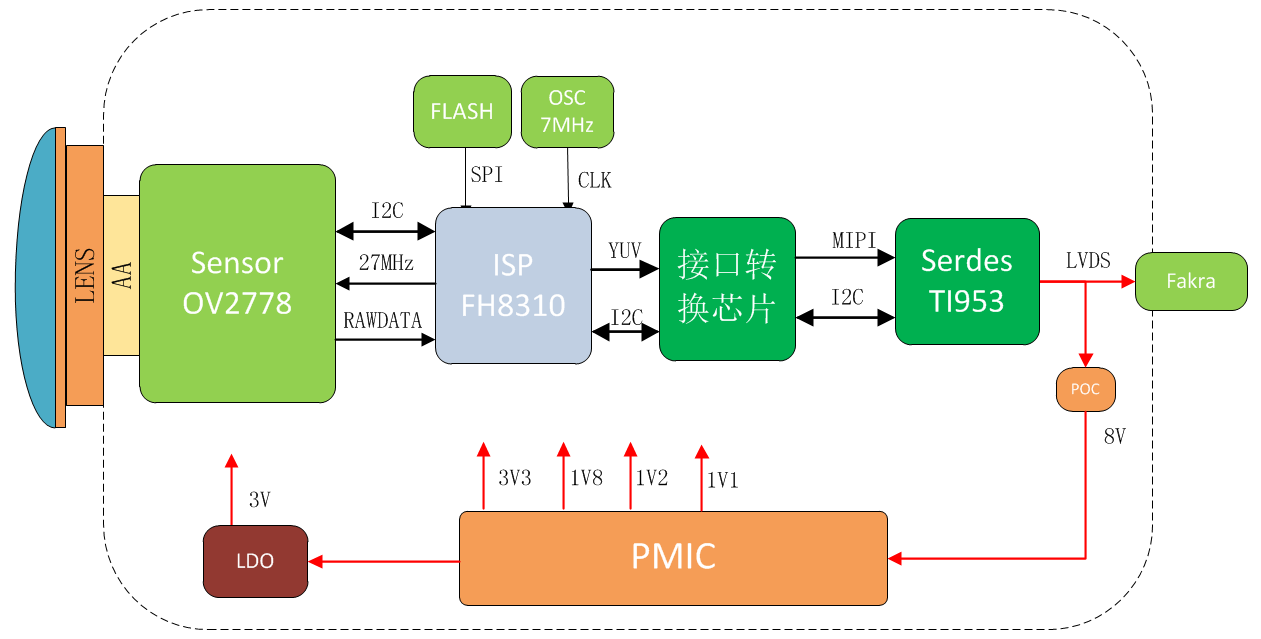 FLASH
OSC
7MHz
SPI
CLK
LENS
AA
Sensor
OV2778
I2C
27MHz
RAWDATA
ISP
FH8310
YUV
I2C
接口转
换芯片
MIPI
I2C
Serdes
TI953
LVDS
Fakra
POC
8V
3V
3V3
1V8
1V2
1V1
LDO
PMIC